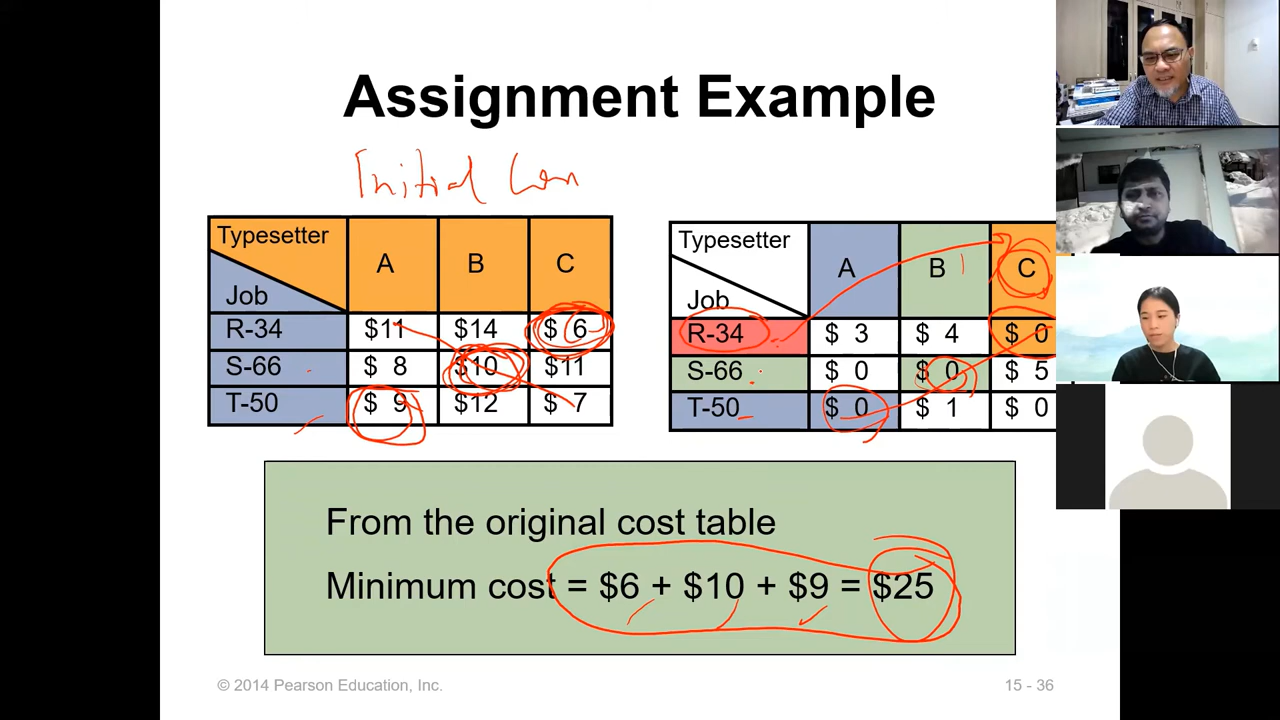 Assignment Example
Initial
Typesetter
Job
A
B
C
R-34 $11 $14 $ 6
S-66 $ 8 $10 $11
T-50 $ 9 $12 $ 7
Typesetter
Job
A
B
C
R-34 $ 3 $ 4 $ 0
S-66 $ 0 $ 0 $ 5
T-50 $ 0 $ 1 $ 0
From the original cost table
Minimum cost = $6 + $10 + $9 = $25
© 2014 Pearson Education, Inc.
15 - 36